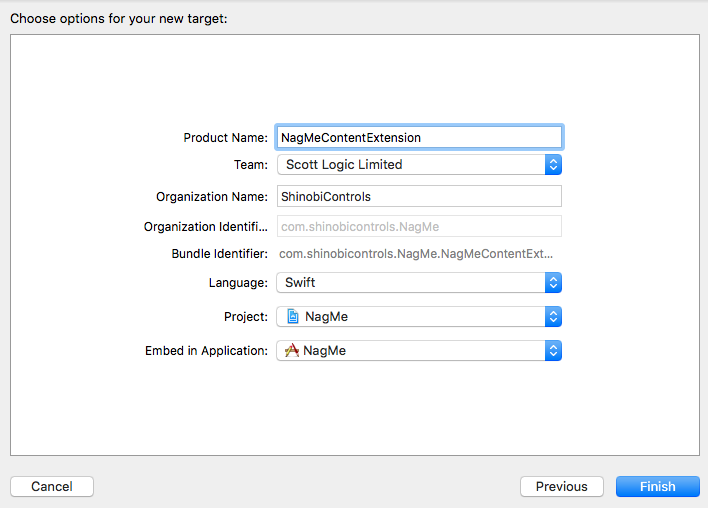 Choose options for your new target:
Product Name: NagMeContentExtension
Team: Scott Logic Limited
Organization Name: ShinobiControls
Organization Identifi... com.shinobicontrols.NagMe
Bundle Identifier: com.shinobicontrols.NagMe.NagMeContentExt...
Language: Swift
Project: NagMe
Embed in Application: NagMe
Cancel Previous Finish